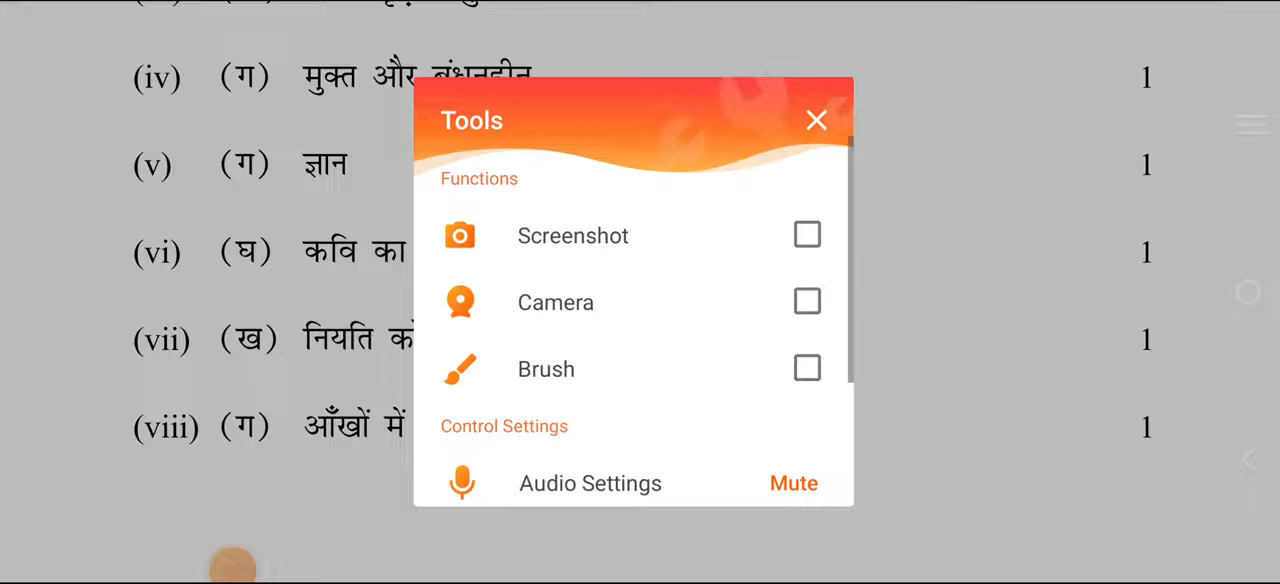 (iv) (ग) मुक्त और बंधनहीन 1
Tools
(v) (ग) ज्ञान 1
Functions
Screenshot
(vi) (घ) कवि का 1
Camera
(vii) (ख) नियति 1
Brush
(viii) (ग) आँखों में 1
Control Settings
Audio Settings Mute